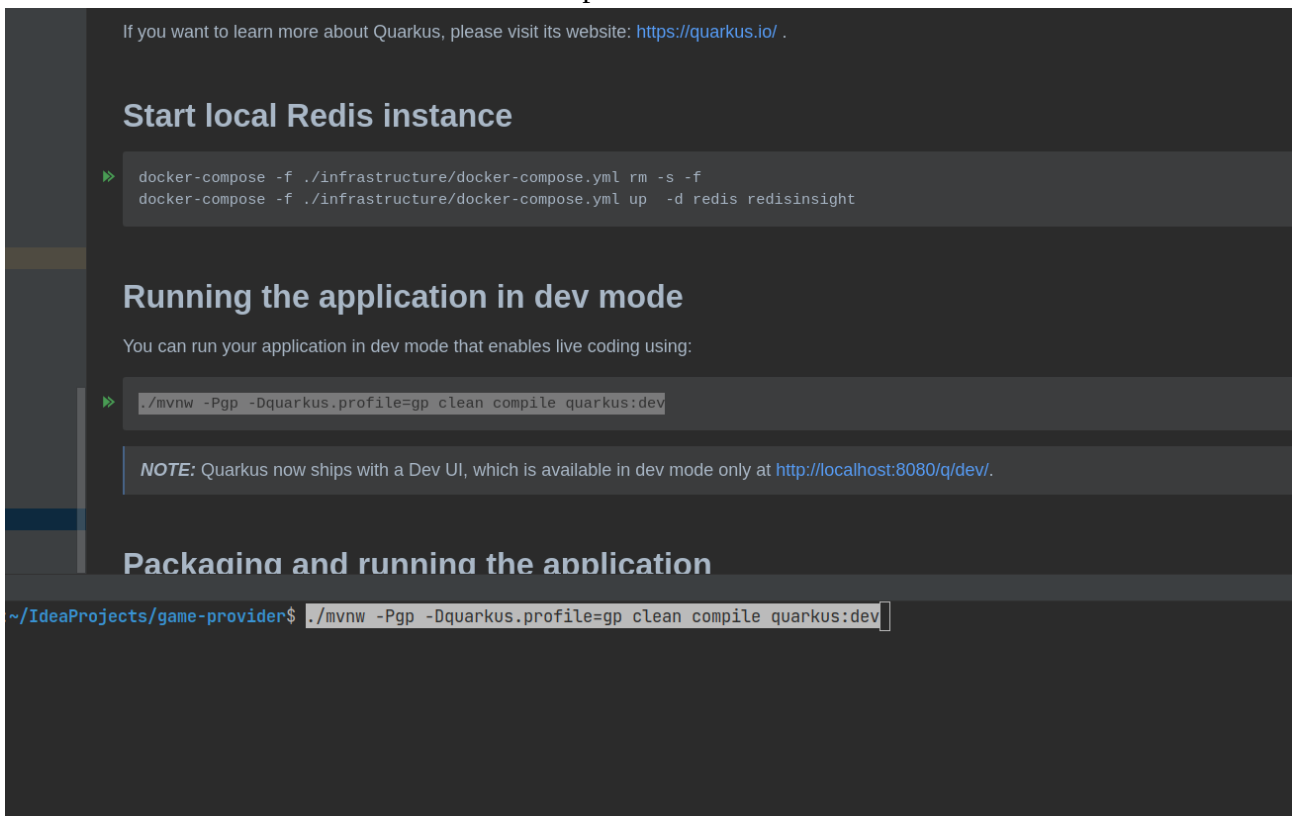 If you want to learn more about Quarkus, please visit its website: https://quarkus.io/ .
Start local Redis instance
docker-compose -f ./infrastructure/docker-compose.yml rm -s -f
docker-compose -f ./infrastructure/docker-compose.yml up  -d redis redisinsight
Running the application in dev mode
You can run your application in dev mode that enables live coding using:
./mvnw -Pgp -Dquarkus.profile=gp clean compile quarkus:dev
NOTE: Quarkus now ships with a Dev UI, which is available in dev mode only at http://localhost:8080/q/dev/.
Packaging and running the application
:~/IdeaProjects/game-provider$ ./mvnw -Pgp -Dquarkus.profile=gp clean compile quarkus:dev